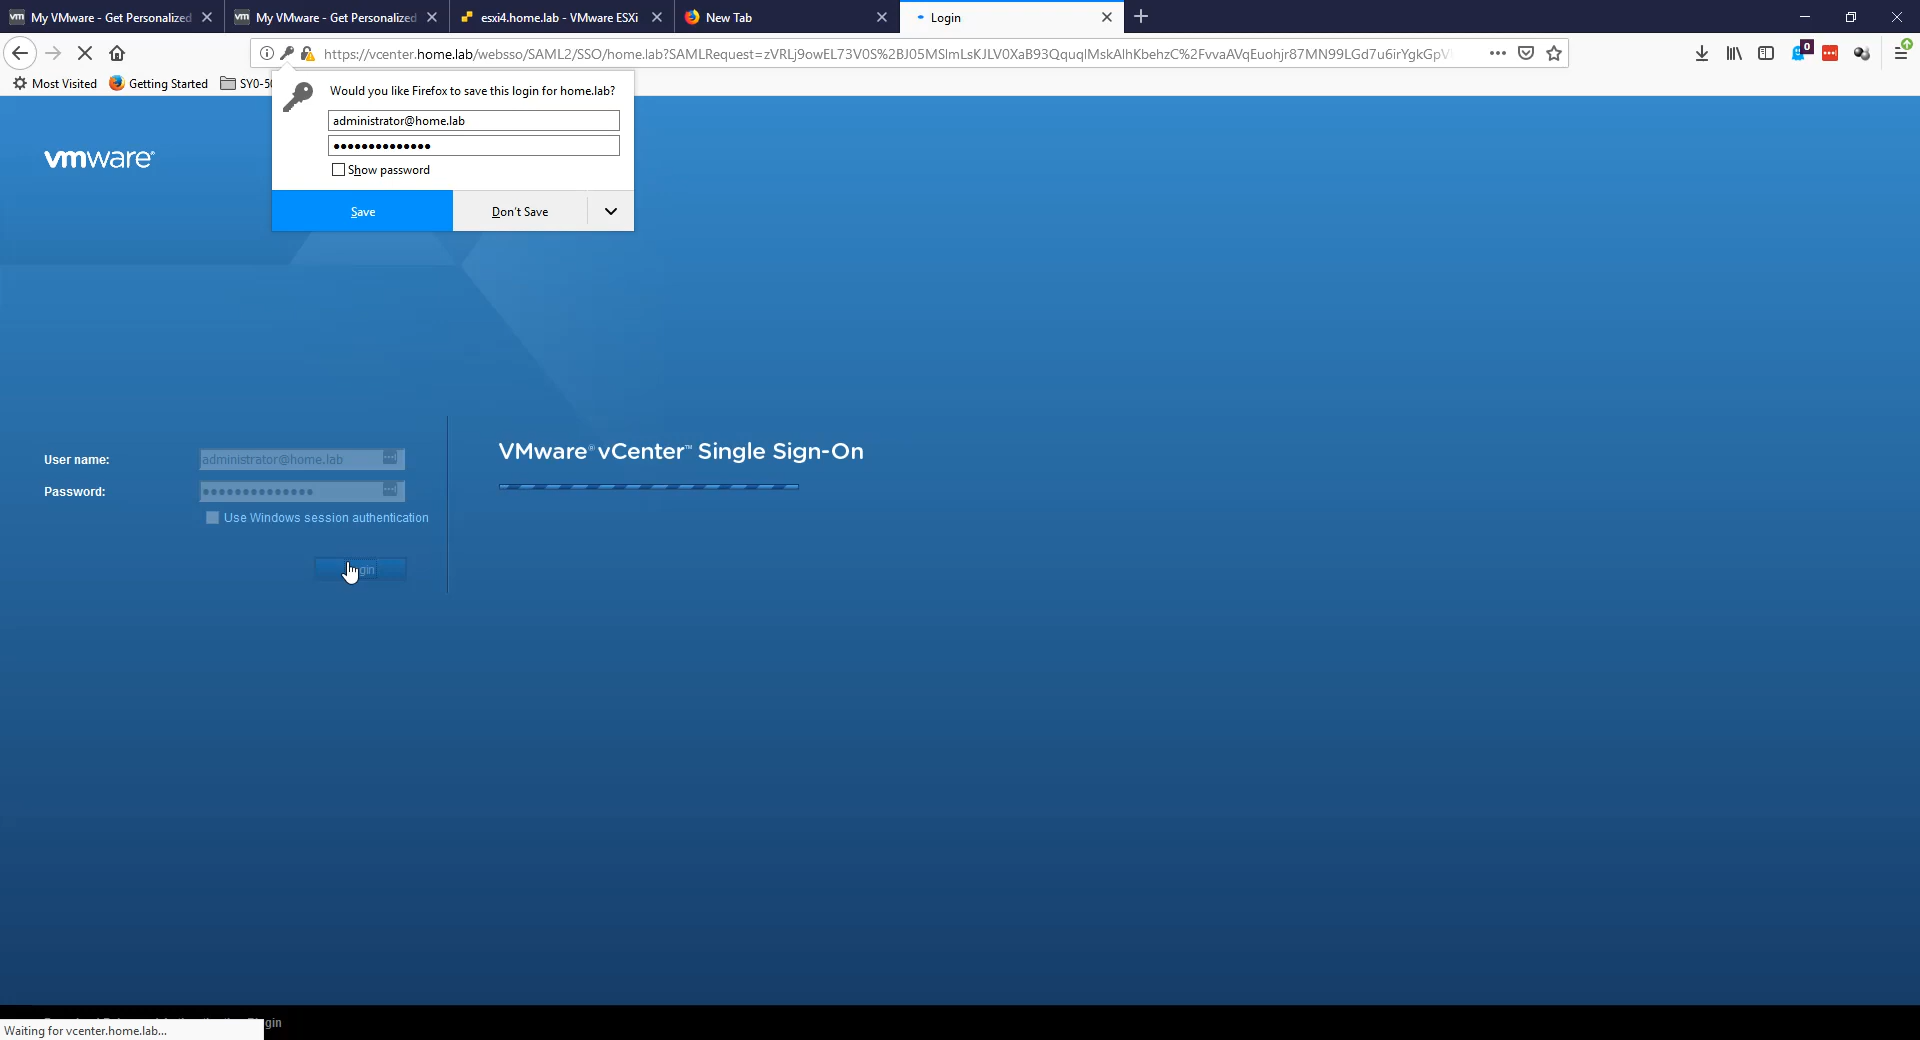 My VMware - Get Personalized
My VMware - Get Personalized
esxi4.home.lab - VMware ESXi
New Tab
Login
https://vcenter.home.lab/websso/SAML2/SSO/home.lab?SAMLRequest=
0
Most Visited
Getting Started
SY0-50
Would you like Firefox to save this login for home.lab?
administrator@home.lab
••••••••••••••
Show password
Save
Don't Save
vmware®
User name:
administrator@home.lab
Password:
••••••••••••••
Use Windows session authentication
VMware® vCenter™ Single Sign-On
Waiting for vcenter.home.lab...